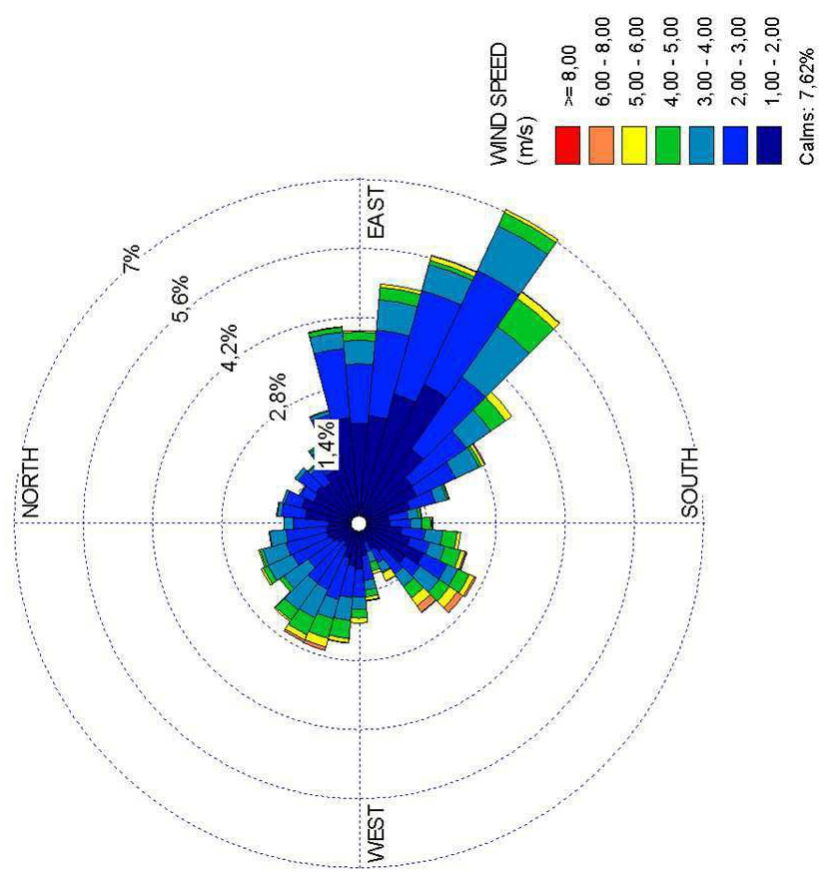 NORTH
7%
5,6%
4,2%
2,8%
1,4%
EAST
WEST
SOUTH
WIND SPEED
(m/s)
>= 8,00
6,00 - 8,00
5,00 - 6,00
4,00 - 5,00
3,00 - 4,00
2,00 - 3,00
1,00 - 2,00
Calms: 7,62%